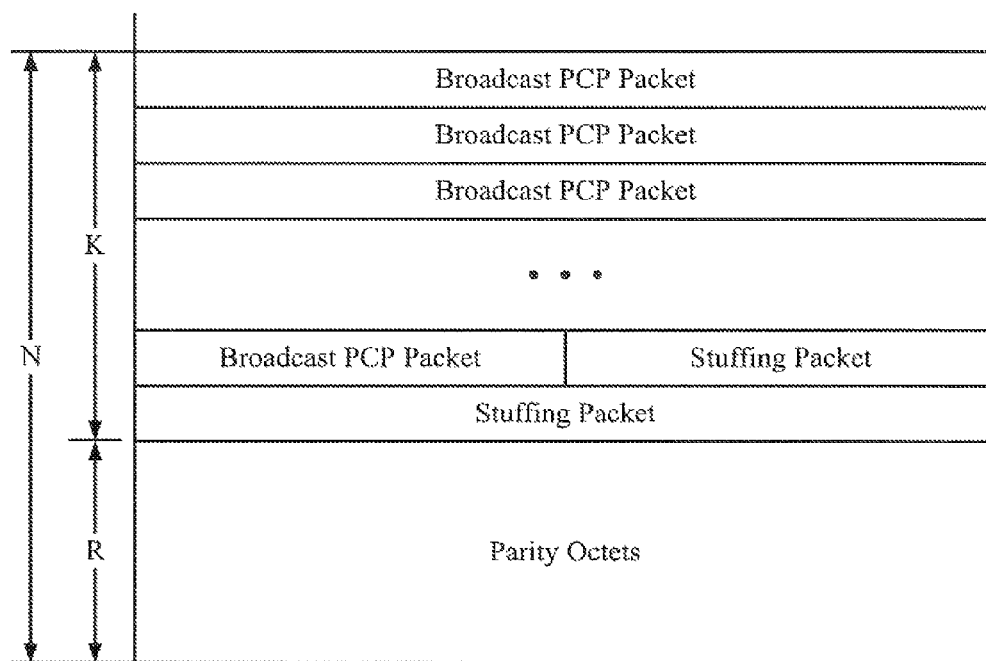 Broadcast PCP Packet
Broadcast PCP Packet
Broadcast PCP Packet
K
• • •
N
Broadcast PCP Packet
Stuffing Packet
Stuffing Packet
R
Parity Octets